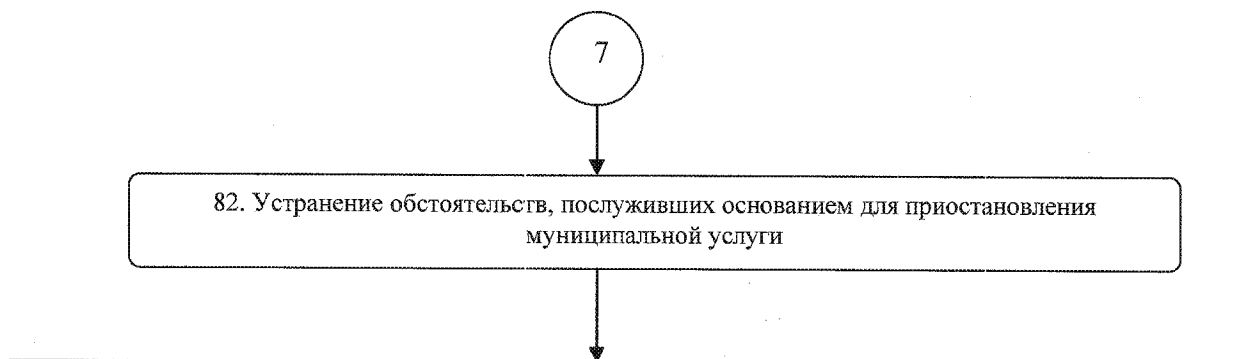 7
82. Устранение обстоятельств, послуживших основанием для приостановления
муниципальной услуги